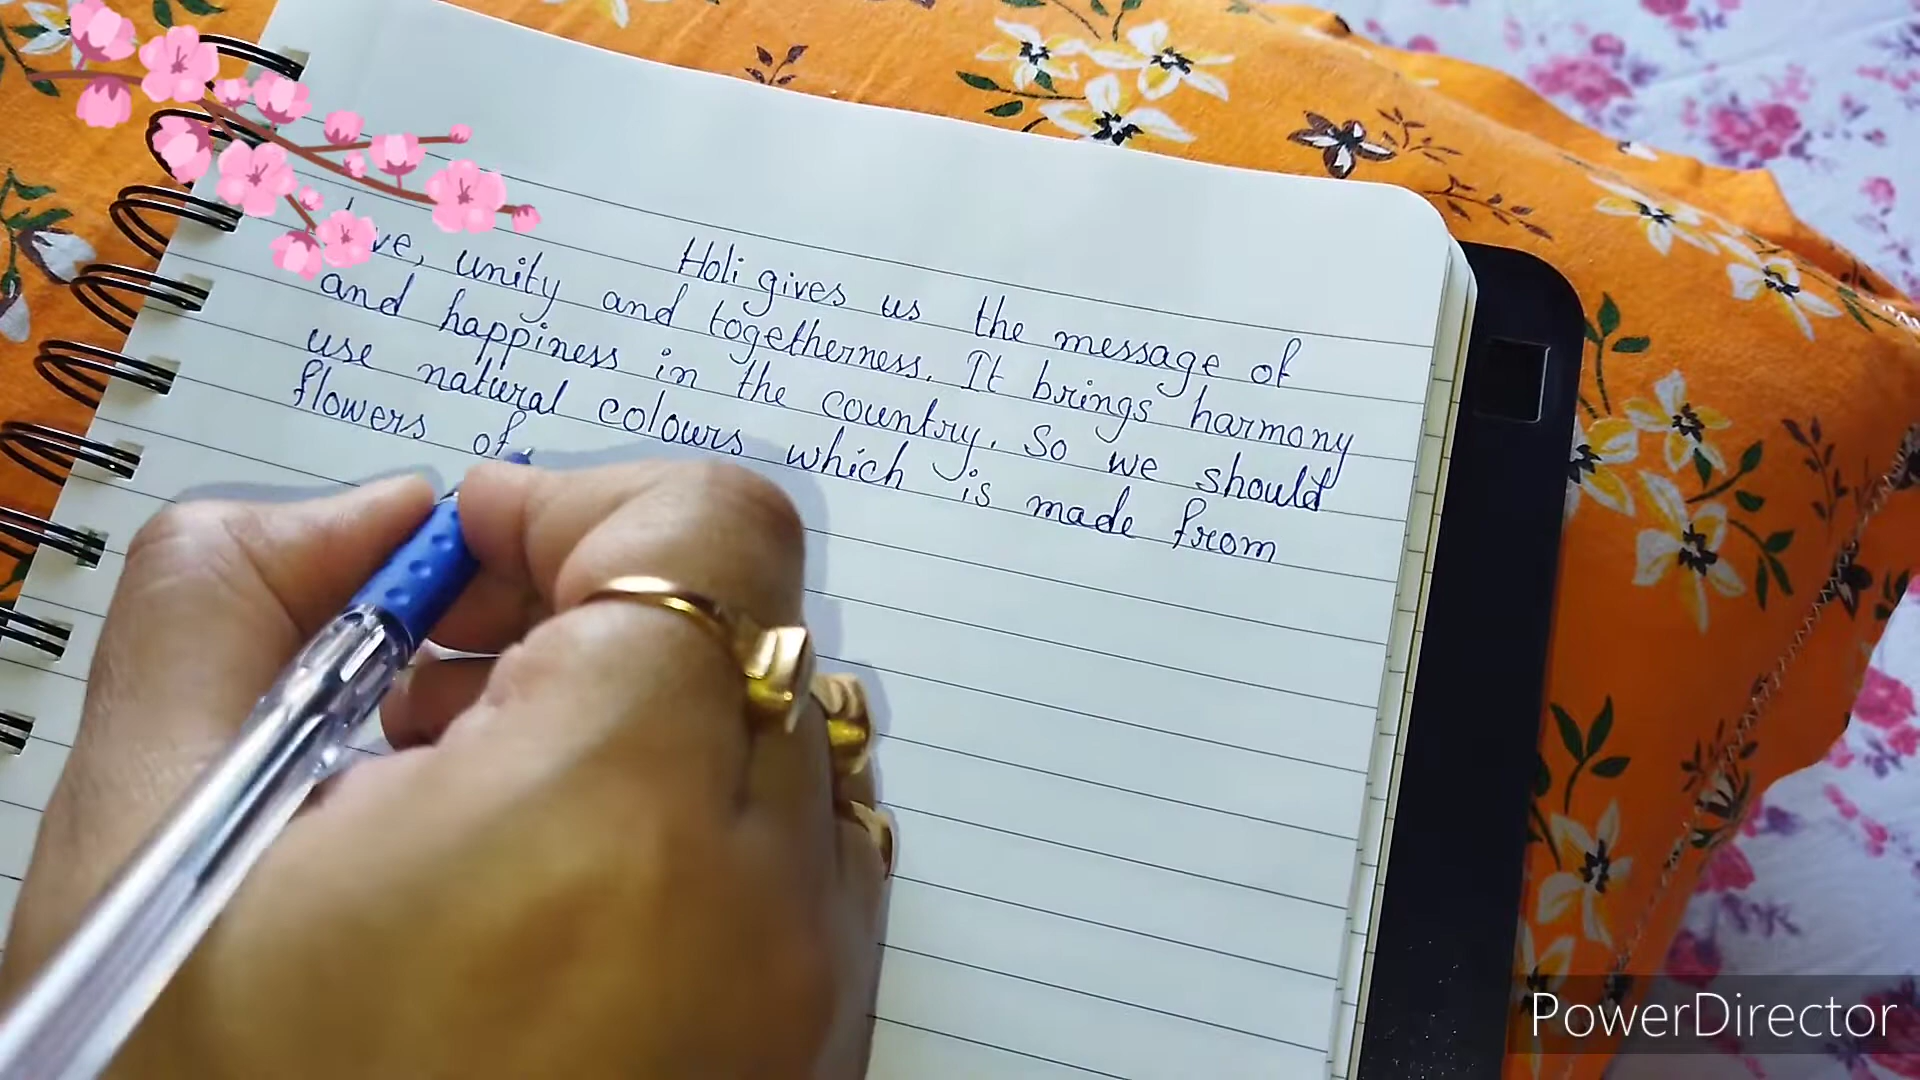 Holi gives us the message of
love, unity and togetherness. It brings harmony
and happiness in the country. So we should
use natural colours which is made from
flowers of
PowerDirector